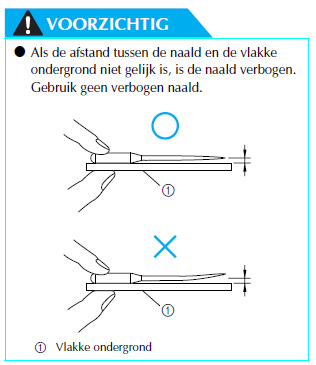 VOORZICHTIG
● Als de afstand tussen de naald en de vlakke
ondergrond niet gelijk is, is de naald verbogen.
Gebruik geen verbogen naald.
①
①
① Vlakke ondergrond